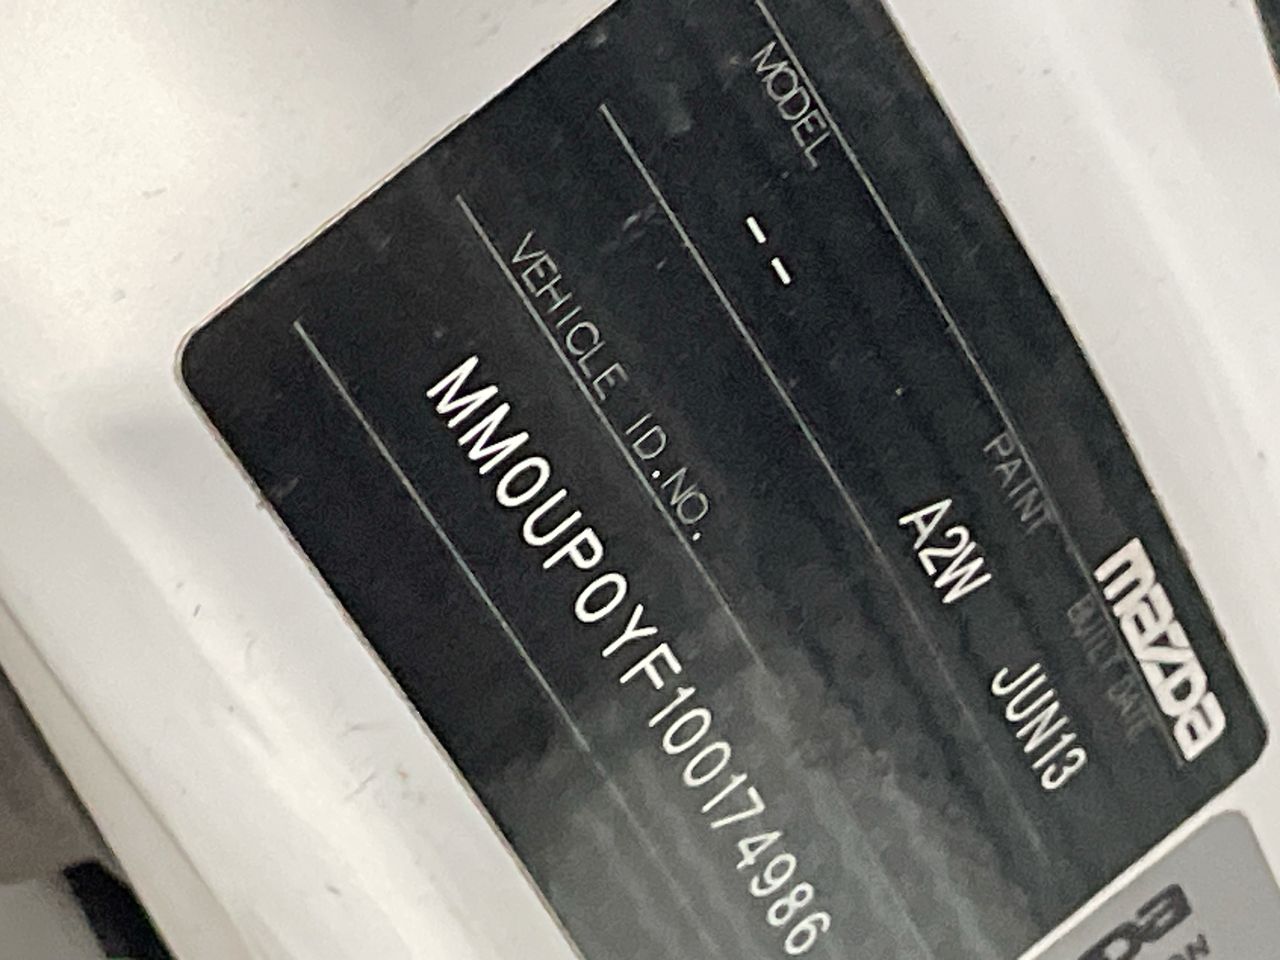 mazda
MODEL PAINT BUILT DATE
-- A2W JUN13
VEHICLE ID.NO.
MM0UP0YF100174986